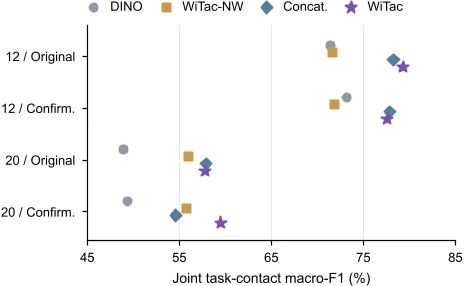 DINO WiTac-NW Concat. WiTac
12 / Original
12 / Confirm.
20 / Original
20 / Confirm.
45 55 65 75 85
Joint task-contact macro-F1 (%)